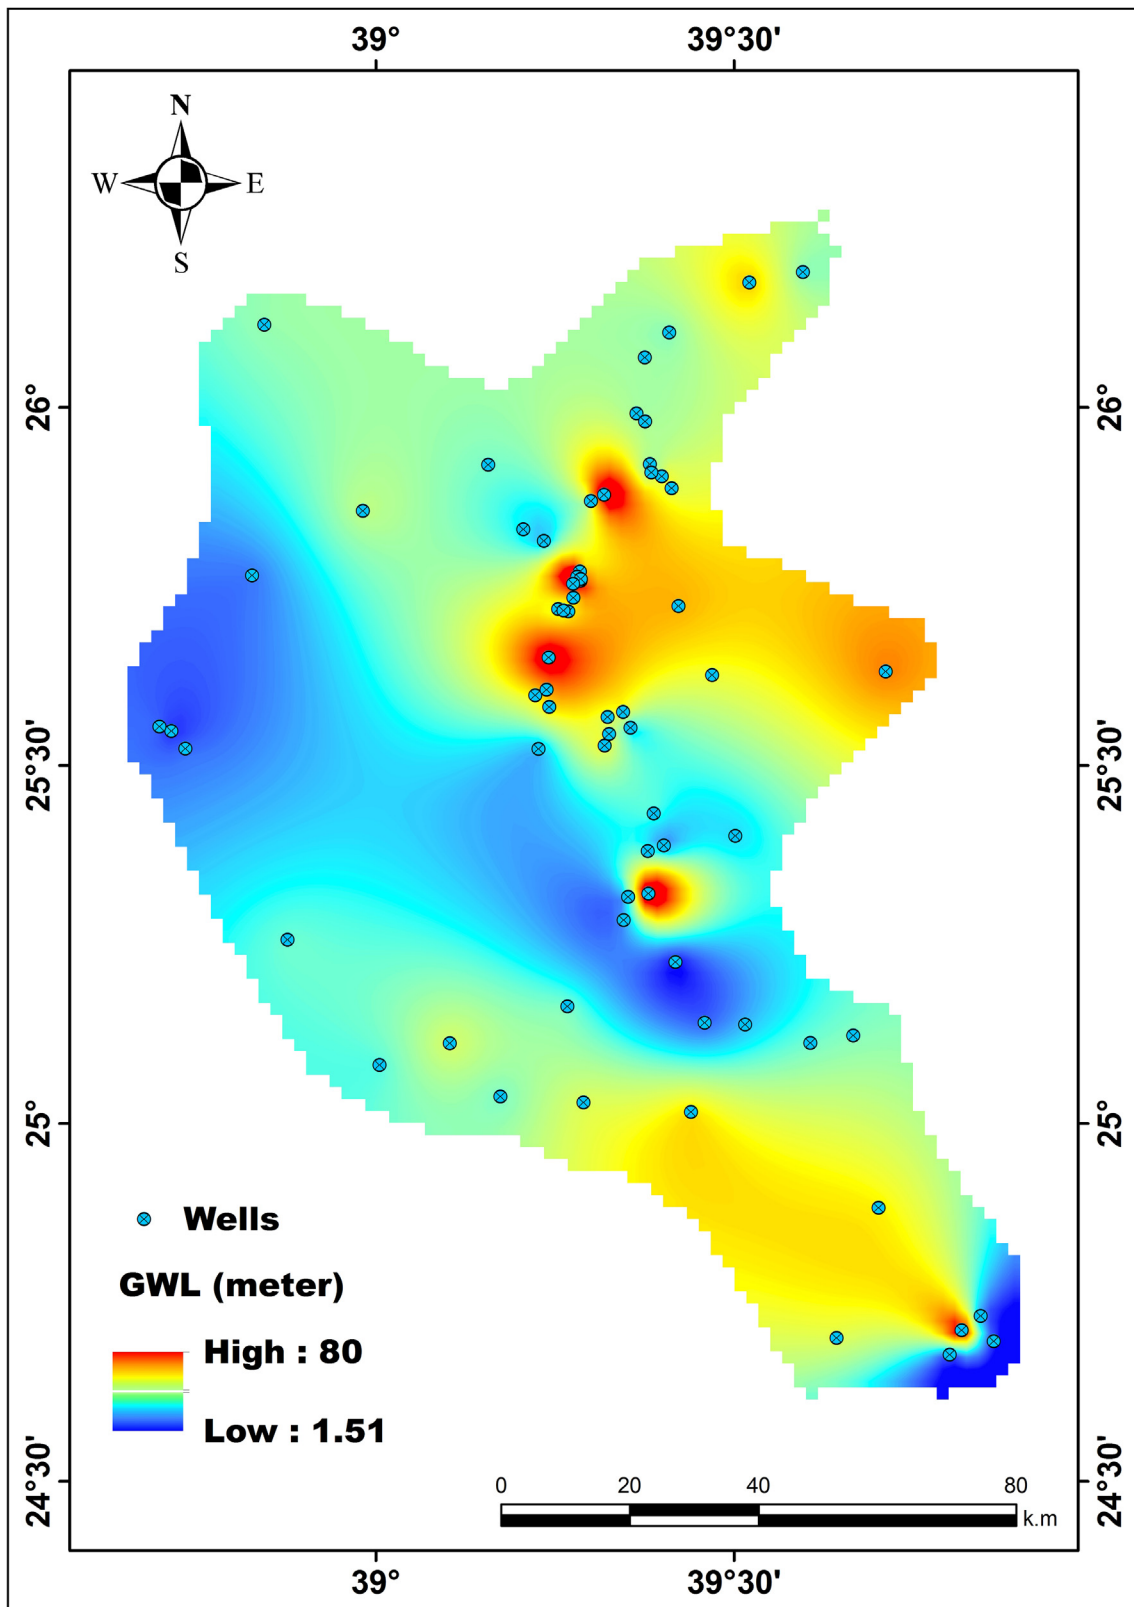 39° 39°30'
N
W E
S
26° 26°
25°30' 25°30'
25° 25°
Wells
GWL (meter)
High : 80
Low : 1.51
24°30' 24°30'
0 20 40 80
k.m
39° 39°30'